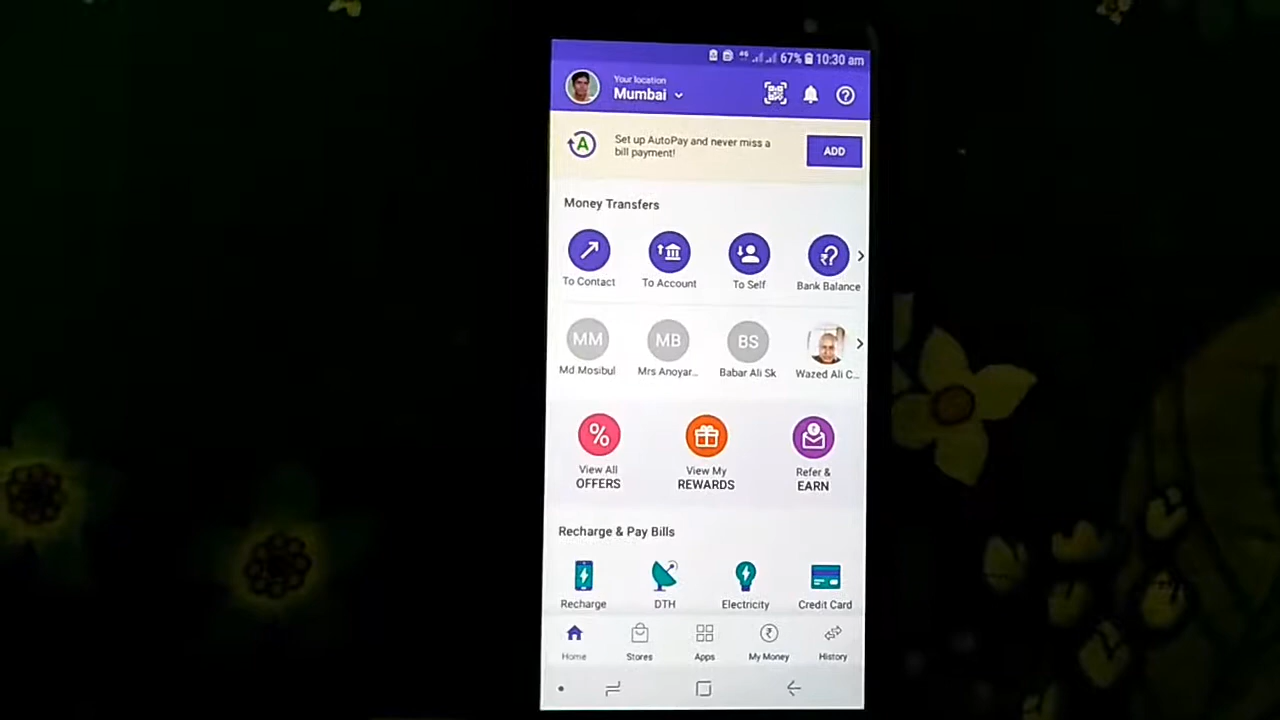 4G 67% 10:30 am
Your location
Mumbai
A
Set up AutoPay and never miss a
bill payment!
ADD
Money Transfers
To Contact To Account To Self Bank Balance
MM MB BS
Md Mosibul Mrs Anoyar... Babar Ali Sk Wazed Ali C...
View All View My Refer &
OFFERS REWARDS EARN
Recharge & Pay Bills
Recharge DTH Electricity Credit Card
Home Stores Apps My Money History